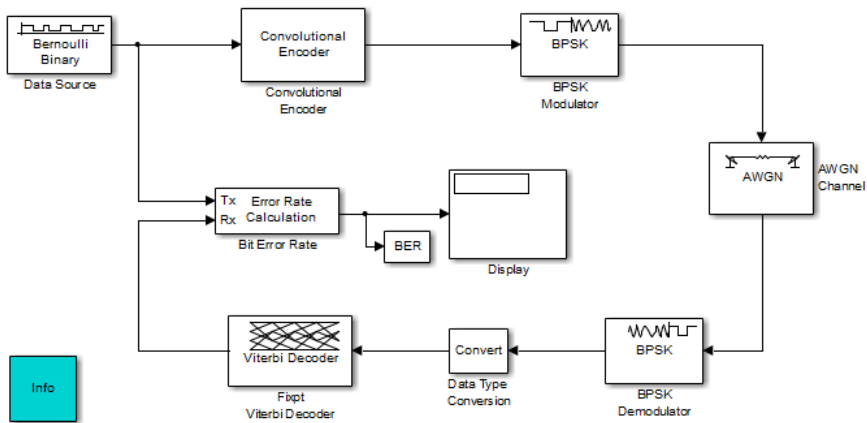 Bernoulli
Binary
Data Source
Convolutional
Encoder
Convolutional
Encoder
BPSK
BPSK
Modulator
AWGN
AWGN
Channel
Tx
Rx
Error Rate
Calculation
Bit Error Rate
BER
Display
Viterbi Decoder
Fixpt
Viterbi Decoder
Convert
Data Type
Conversion
BPSK
BPSK
Demodulator
Info